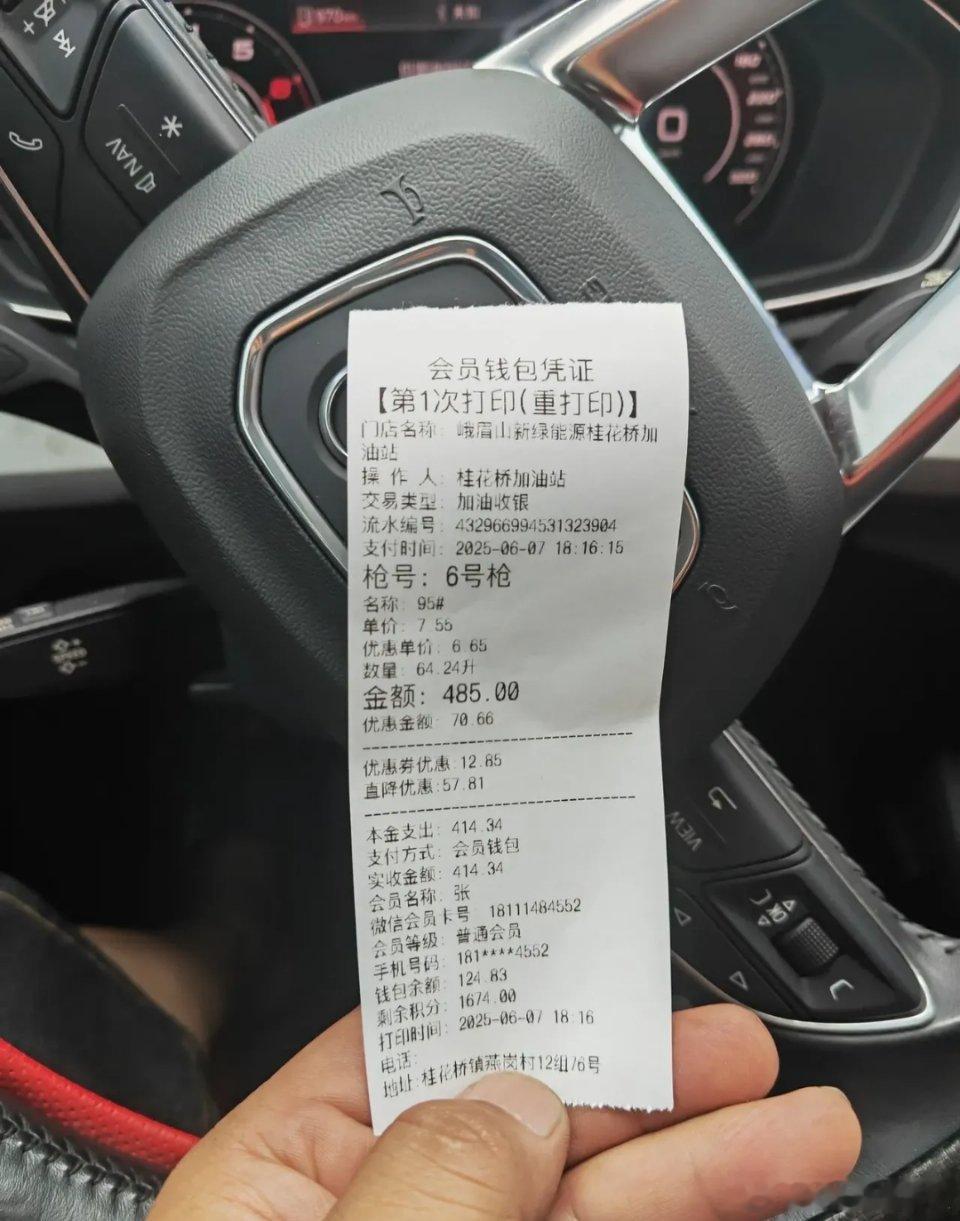 NAV
5
0
会员钱包凭证
【第1次打印(重打印)】
门店名称: 峨眉山新绿能源桂花桥加
油站
操 作 人: 桂花桥加油站
交易类型: 加油收银
流水编号: 432966994531323904
支付时间: 2025-06-07 18:16:15
枪号: 6号枪
名称: 95#
单价: 7.55
优惠单价: 6.65
数量: 64.24升
金额: 485.00
优惠金额: 70.66
优惠券优惠:12.85
直降优惠:57.81
本金支出: 414.34
支付方式: 会员钱包
实收金额: 414.34
会员名称: 张
微信会员卡号 18111484552
会员等级: 普通会员
手机号码: 181****4552
钱包余额: 124.83
剩余积分: 1674.00
打印时间: 2025-06-07 18:16
电话:
地址:桂花桥镇燕岗村12组76号
VIEW